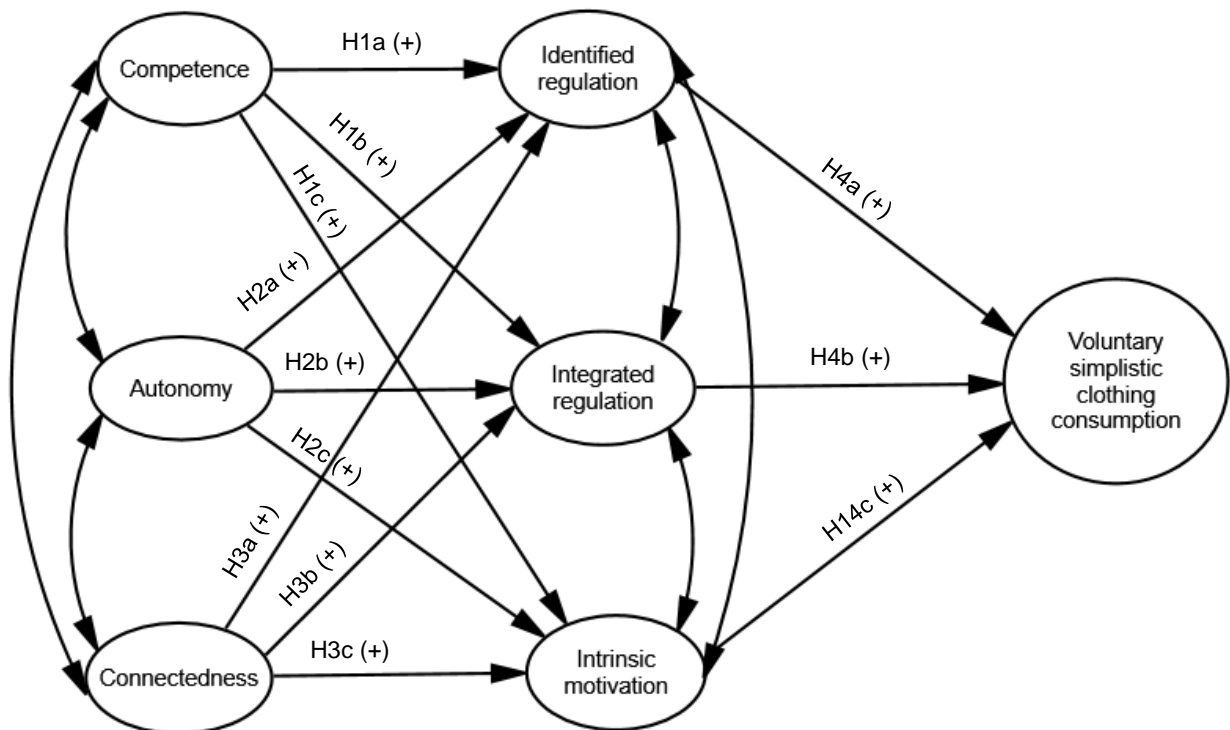 H1a (+)
Competence
Identified
regulation
H1b (+)
H1c (+)
H4a (+)
H2a (+)
Voluntary
simplistic
clothing
consumption
H2b (+)
Autonomy
Integrated
regulation
H4b (+)
H2c (+)
H14c (+)
H3a (+)
H3b (+)
H3c (+)
Connectedness
Intrinsic
motivation